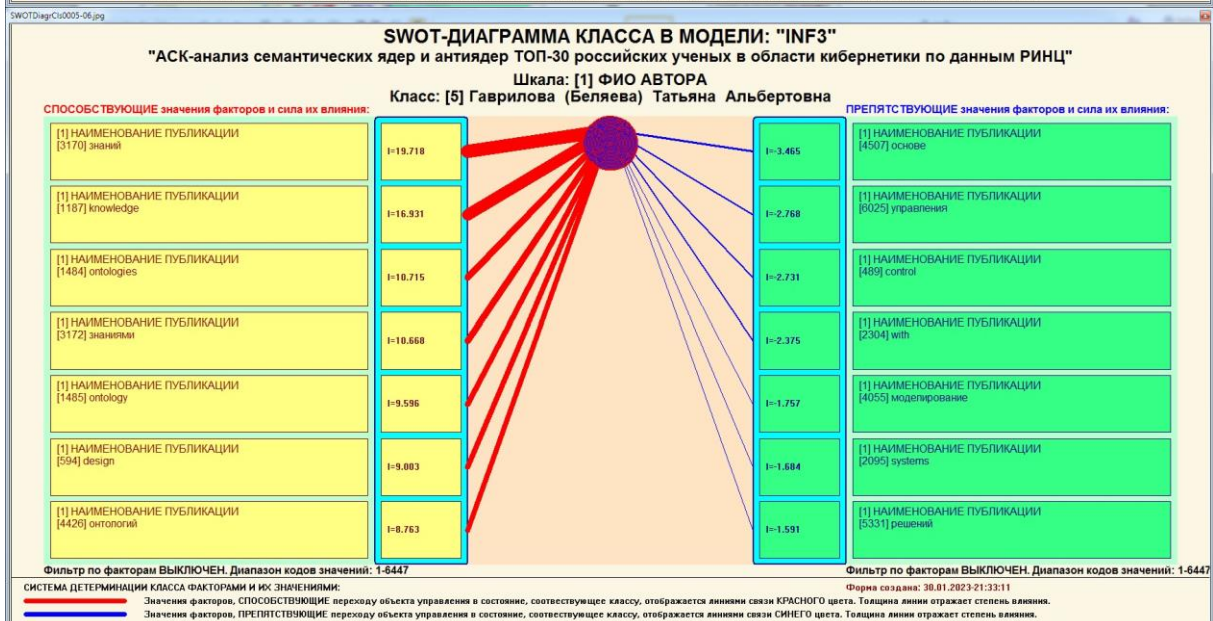 SWOTDiagrCls0005-06.jpg
SWOT-ДИАГРАММА КЛАССА В МОДЕЛИ: "INF3"
"АСК-анализ семантических ядер и антиядер ТОП-30 российских ученых в области кибернетики по данным РИНЦ"
Шкала: [1] ФИО АВТОРА
Класс: [5] Гаврилова (Беляева) Татьяна Альбертовна
СПОСОБСТВУЮЩИЕ значения факторов и сила их влияния:
[1] НАИМЕНОВАНИЕ ПУБЛИКАЦИИ
[3170] знаний
I=19.718
[1] НАИМЕНОВАНИЕ ПУБЛИКАЦИИ
[1187] knowledge
I=16.931
[1] НАИМЕНОВАНИЕ ПУБЛИКАЦИИ
[1484] ontologies
I=10.715
[1] НАИМЕНОВАНИЕ ПУБЛИКАЦИИ
[3172] знаниями
I=10.668
[1] НАИМЕНОВАНИЕ ПУБЛИКАЦИИ
[1485] ontology
I=9.596
[1] НАИМЕНОВАНИЕ ПУБЛИКАЦИИ
[594] design
I=9.003
[1] НАИМЕНОВАНИЕ ПУБЛИКАЦИИ
[4426] онтологий
I=8.763
Фильтр по факторам ВЫКЛЮЧЕН. Диапазон кодов значений: 1-6447
ПРЕПЯТСТВУЮЩИЕ значения факторов и сила их влияния:
I=-3.465
[1] НАИМЕНОВАНИЕ ПУБЛИКАЦИИ
[4507] основе
I=-2.768
[1] НАИМЕНОВАНИЕ ПУБЛИКАЦИИ
[6025] управления
I=-2.731
[1] НАИМЕНОВАНИЕ ПУБЛИКАЦИИ
[489] control
I=-2.375
[1] НАИМЕНОВАНИЕ ПУБЛИКАЦИИ
[2304] with
I=-1.757
[1] НАИМЕНОВАНИЕ ПУБЛИКАЦИИ
[4055] моделирование
I=-1.684
[1] НАИМЕНОВАНИЕ ПУБЛИКАЦИИ
[2095] systems
I=-1.591
[1] НАИМЕНОВАНИЕ ПУБЛИКАЦИИ
[5331] решений
Фильтр по факторам ВЫКЛЮЧЕН. Диапазон кодов значений: 1-6447
СИСТЕМА ДЕТЕРМИНАЦИИ КЛАССА ФАКТОРАМИ И ИХ ЗНАЧЕНИЯМИ:
Форма создана: 30.01.2023-21:33:11
Значения факторов, СПОСОБСТВУЮЩИЕ переходу объекта управления в состояние, соотвествующее классу, отображается линиями связи КРАСНОГО цвета. Толщина линии отражает степень влияния.
Значения факторов, ПРЕПЯТСТВУЮЩИЕ переходу объекта управления в состояние, соотвествующее классу, отображается линиями связи СИНЕГО цвета. Толщина линии отражает степень влияния.